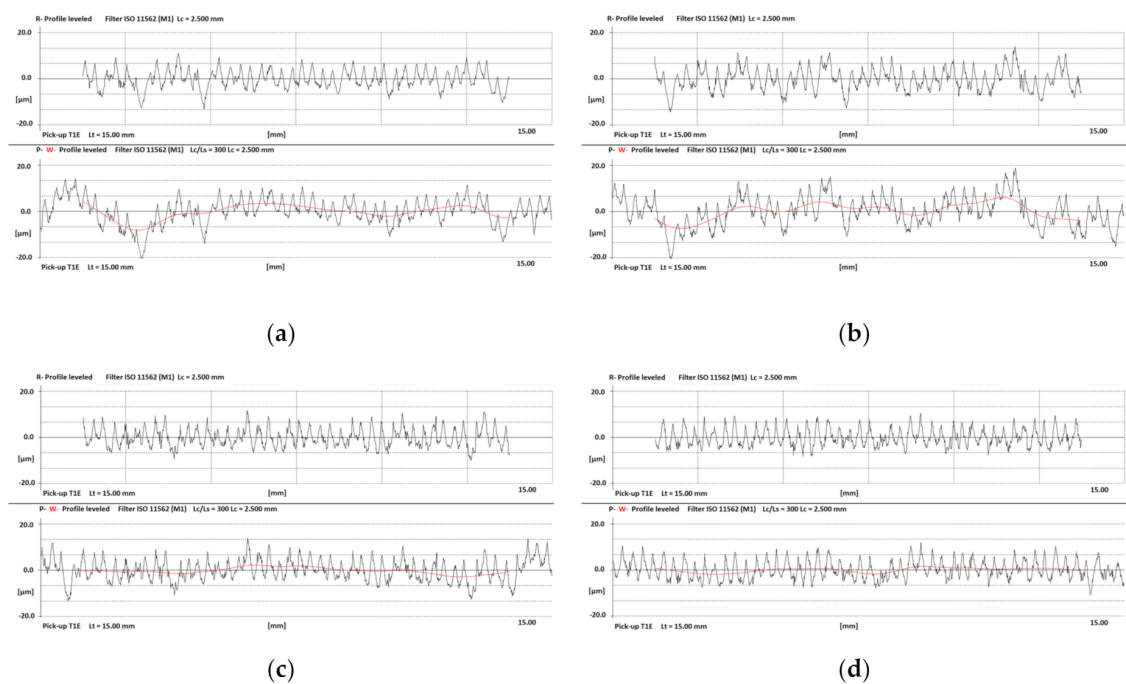 R- Profile leveled Filter ISO 11562 (M1) Lc = 2.500 mm
20.0
0.0
[µm]
-20.0
Pick-up T1E Lt = 15.00 mm [mm] 15.00
P- W- Profile leveled Filter ISO 11562 (M1) Lc/Ls = 300 Lc = 2.500 mm
20.0
0.0
[µm]
-20.0
Pick-up T1E Lt = 15.00 mm [mm] 15.00
(a)
R- Profile leveled Filter ISO 11562 (M1) Lc = 2.500 mm
20.0
0.0
[µm]
-20.0
Pick-up T1E Lt = 15.00 mm [mm] 15.00
P- W- Profile leveled Filter ISO 11562 (M1) Lc/Ls = 300 Lc = 2.500 mm
20.0
0.0
[µm]
-20.0
Pick-up T1E Lt = 15.00 mm [mm] 15.00
(b)
R- Profile leveled Filter ISO 11562 (M1) Lc = 2.500 mm
20.0
0.0
[µm]
-20.0
Pick-up T1E Lt = 15.00 mm [mm] 15.00
P- W- Profile leveled Filter ISO 11562 (M1) Lc/Ls = 300 Lc = 2.500 mm
20.0
0.0
[µm]
-20.0
Pick-up T1E Lt = 15.00 mm [mm] 15.00
(c)
R- Profile leveled Filter ISO 11562 (M1) Lc = 2.500 mm
20.0
0.0
[µm]
-20.0
Pick-up T1E Lt = 15.00 mm [mm] 15.00
P- W- Profile leveled Filter ISO 11562 (M1) Lc/Ls = 300 Lc = 2.500 mm
20.0
0.0
[µm]
-20.0
Pick-up T1E Lt = 15.00 mm [mm] 15.00
(d)